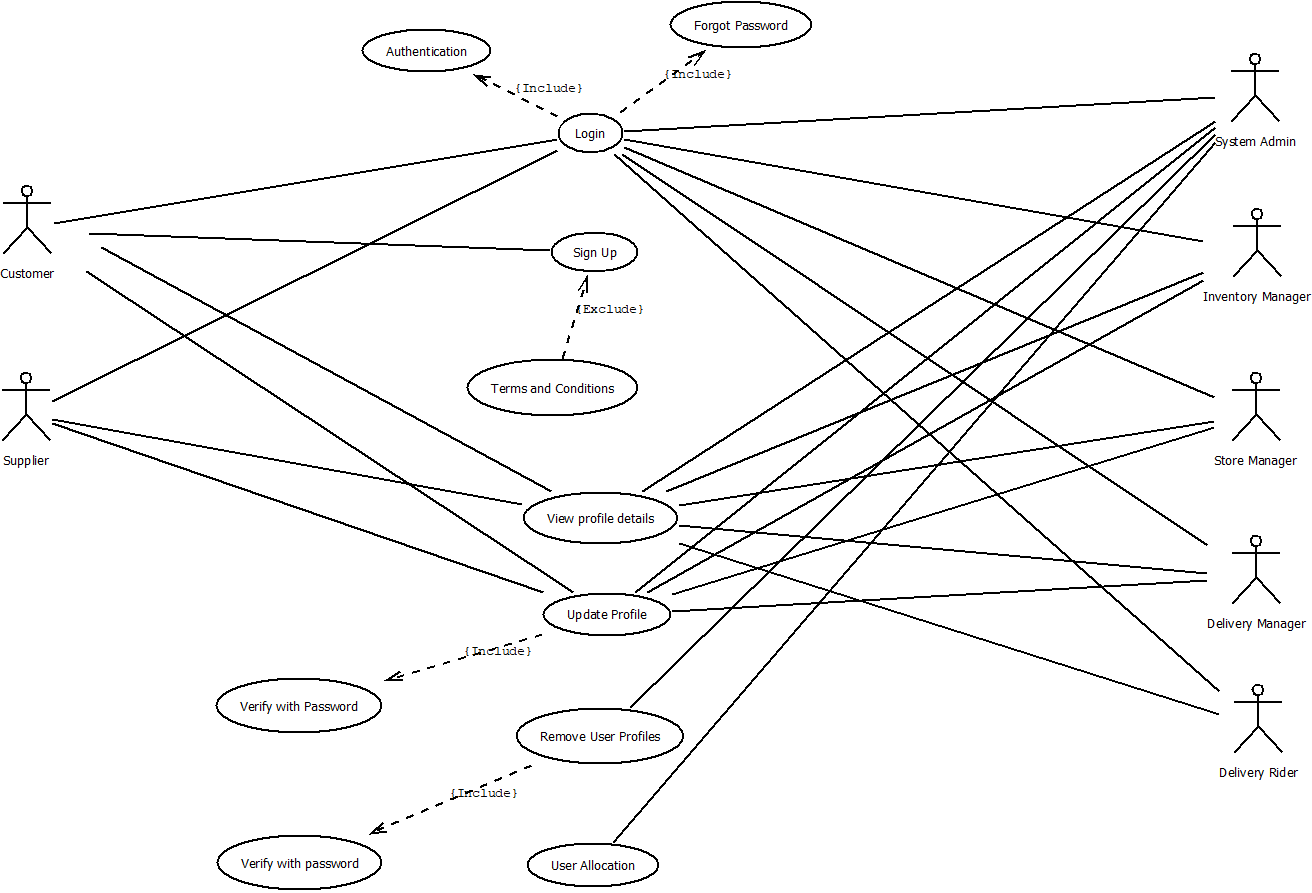 Forgot Password
Authentication
{Include}
{Include}
Login
System Admin
Sign Up
Customer
Inventory Manager
{Exclude}
Terms and Conditions
Supplier
Store Manager
View profile details
Update Profile
Delivery Manager
{Include}
Verify with Password
Remove User Profiles
Delivery Rider
{Include}
Verify with password
User Allocation